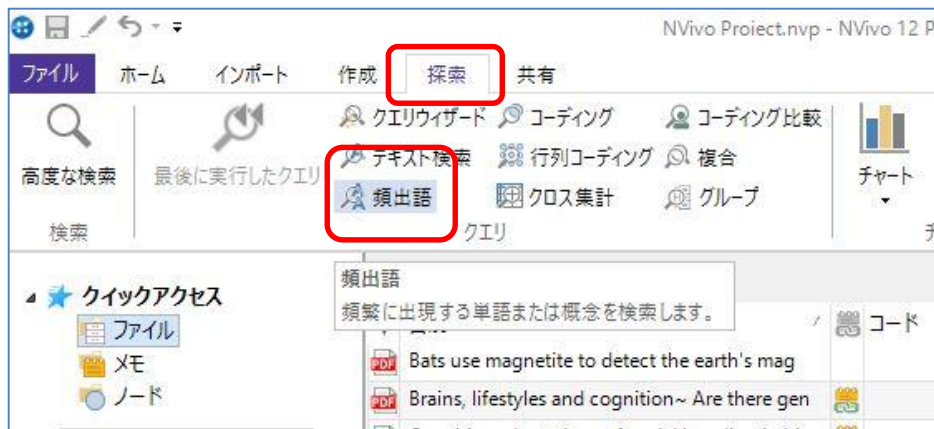 NVivo Project.nvp - NVivo 12 P
ファイル ホーム インポート 作成 探索 共有
クエリウィザード コーディング コーディング比較
テキスト検索 行列コーディング 複合
高度な検索 最後に実行したクエリ 頻出語 クロス集計 グループ チャート
検索 クエリ
頻出語
頻繁に出現する単語または概念を検索します。
クイックアクセス
ファイル コード
メモ Bats use magnetite to detect the earth's mag
ノード Brains, lifestyles and cognition~ Are there gen